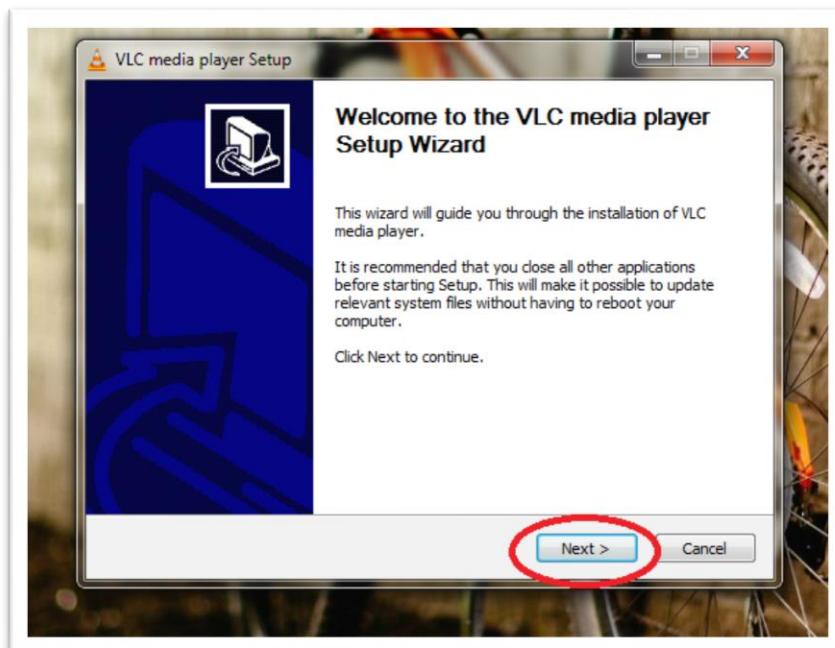 VLC media player Setup
Welcome to the VLC media player
Setup Wizard
This wizard will guide you through the installation of VLC
media player.
It is recommended that you close all other applications
before starting Setup. This will make it possible to update
relevant system files without having to reboot your
computer.
Click Next to continue.
Next >
Cancel